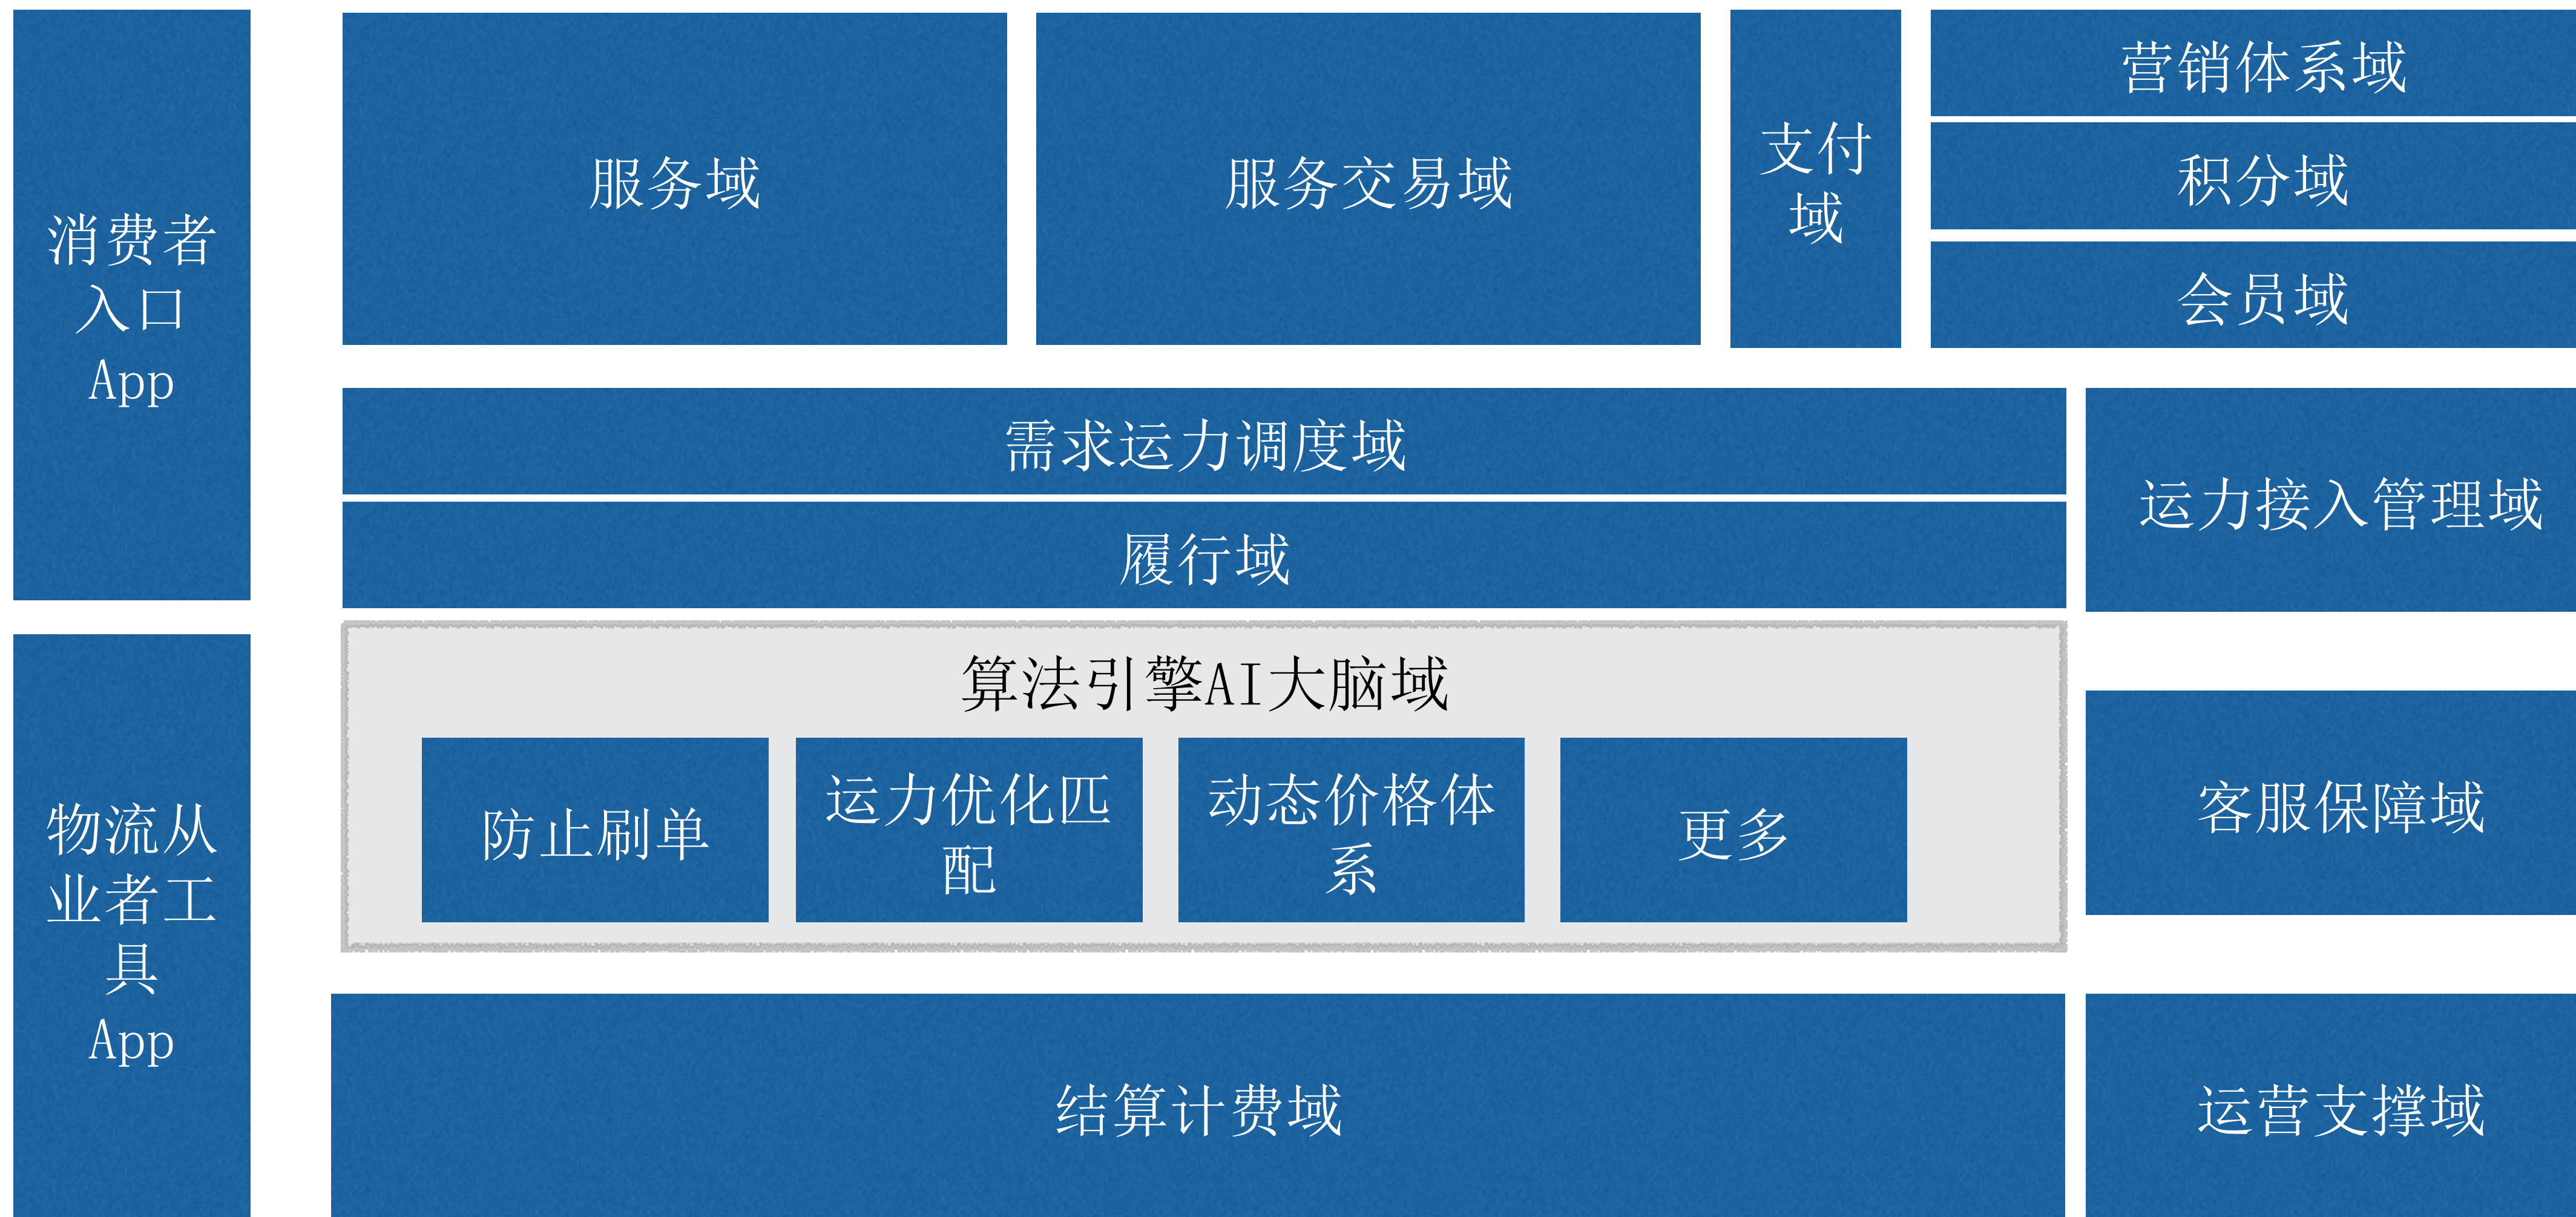 消费者
入口
App
服务域
服务交易域
支付
域
营销体系域
积分域
会员域
需求运力调度域
履行域
运力接入管理域
物流从
业者工
具
App
算法引擎AI大脑域
防止刷单
运力优化匹
配
动态价格体
系
更多
客服保障域
结算计费域
运营支撑域